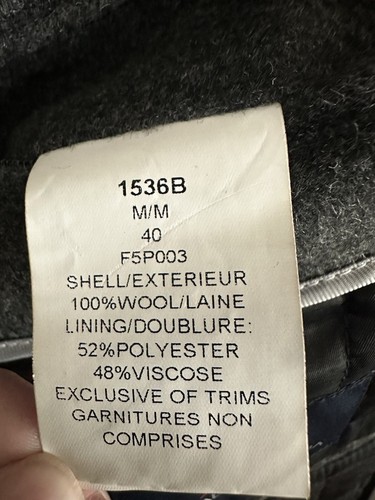 1536B
M/M
40
F5P003
SHELL/EXTERIEUR
100%WOOL/LAINE
LINING/DOUBLURE:
52%POLYESTER
48%VISCOSE
EXCLUSIVE OF TRIMS
GARNITURES NON
COMPRISES